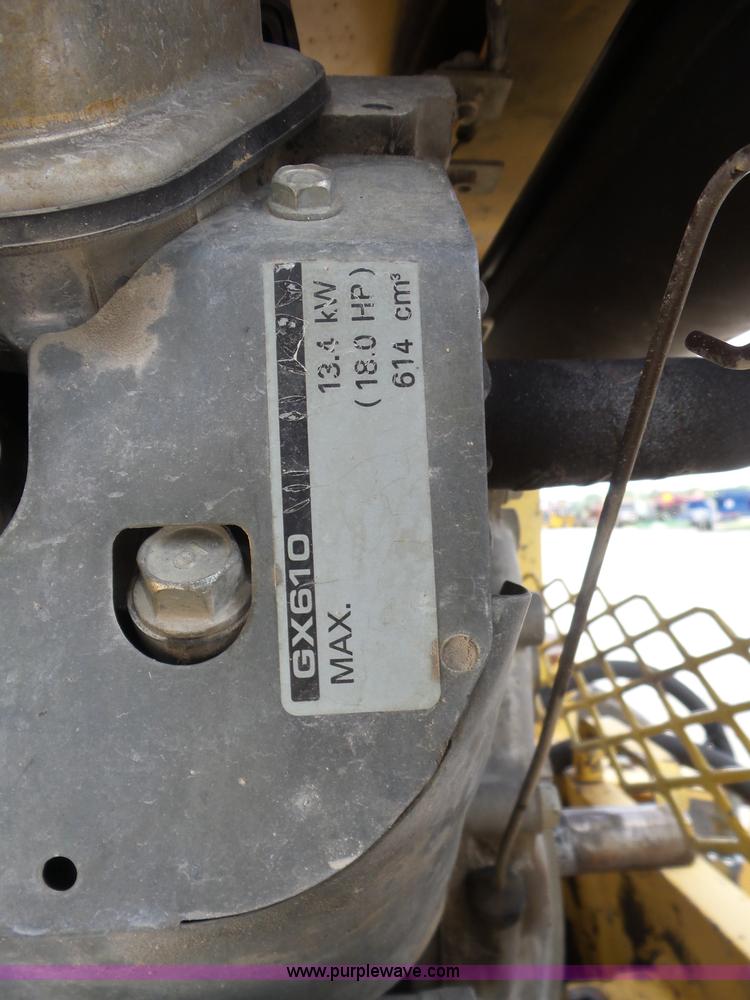 GX610
MAX. 13.4 kW
(18.0 HP)
614 cm³
www.purplewave.com